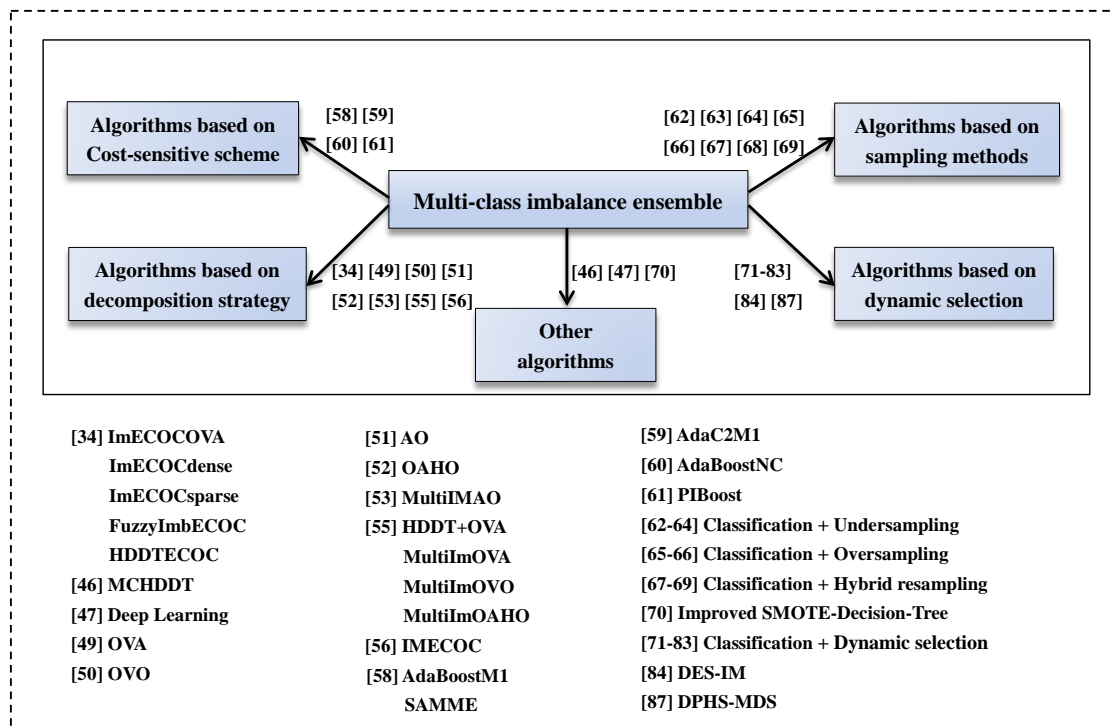 Algorithms based on
Cost-sensitive scheme
[58] [59]
[60] [61]
[62] [63] [64] [65]
[66] [67] [68] [69]
Algorithms based on
sampling methods
Multi-class imbalance ensemble
Algorithms based on
decomposition strategy
[34] [49] [50] [51]
[52] [53] [55] [56]
[46] [47] [70]
[71-83]
[84] [87]
Algorithms based on
dynamic selection
Other
algorithms
[34] ImECOCOVA
ImECOCdense
ImECOCsparse
FuzzyImbECOC
HDDTECOC
[46] MCHDDT
[47] Deep Learning
[49] OVA
[50] OVO
[51] AO
[52] OAHO
[53] MultiIMAO
[55] HDDT+OVA
MultiImOVA
MultiImOVO
MultiImOAHO
[56] IMECOC
[58] AdaBoostM1
SAMME
[59] AdaC2M1
[60] AdaBoostNC
[61] PIBoost
[62-64] Classification + Undersampling
[65-66] Classification + Oversampling
[67-69] Classification + Hybrid resampling
[70] Improved SMOTE-Decision-Tree
[71-83] Classification + Dynamic selection
[84] DES-IM
[87] DPHS-MDS